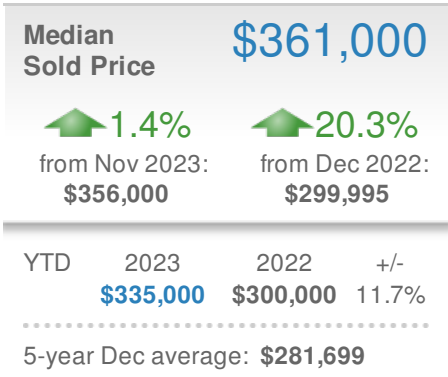 Median
Sold Price
$361,000
1.4%
20.3%
from Nov 2023:
from Dec 2022:
$356,000
$299,995
YTD 2023 2022 +/-
$335,000 $300,000 11.7%
5-year Dec average: $281,699